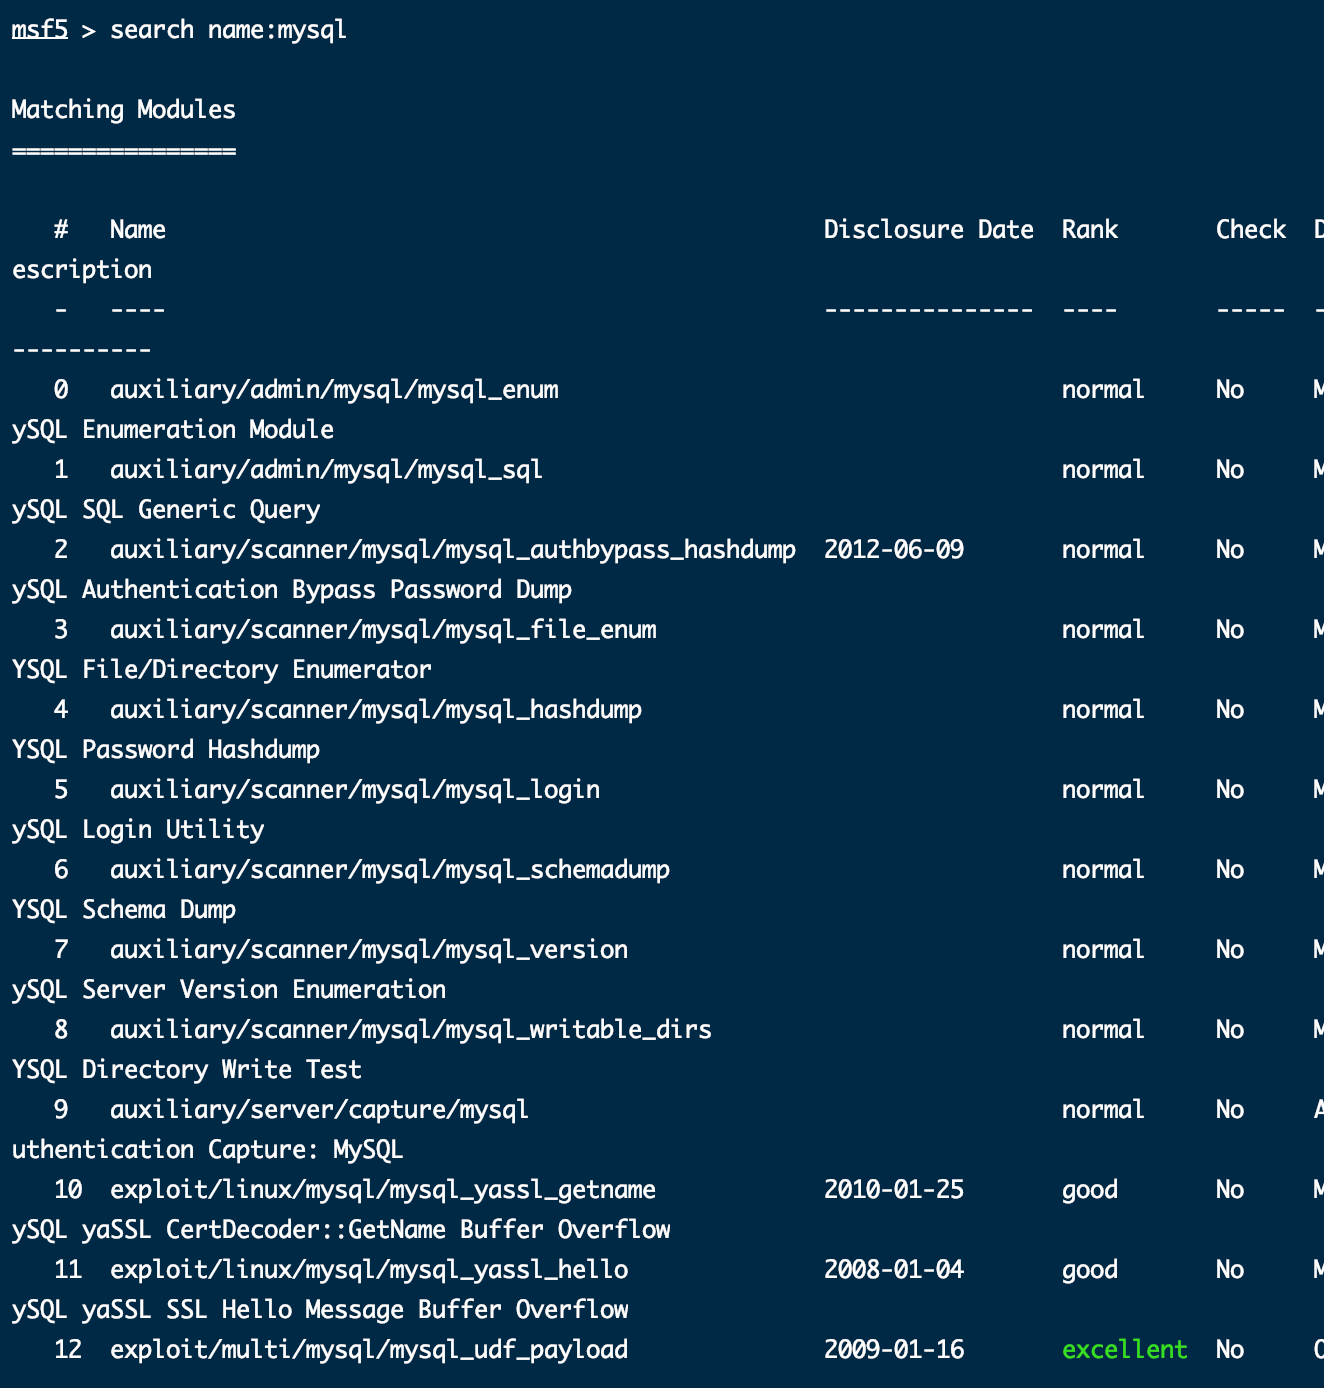 msf5 > search name:mysql
Matching Modules
================
#   Name                                               Disclosure Date  Rank       Check  D
escription
-   ----                                               ---------------  ----       -----  -
----------
0   auxiliary/admin/mysql/mysql_enum                                    normal     No     M
ySQL Enumeration Module
1   auxiliary/admin/mysql/mysql_sql                                     normal     No     M
ySQL SQL Generic Query
2   auxiliary/scanner/mysql/mysql_authbypass_hashdump  2012-06-09       normal     No     M
ySQL Authentication Bypass Password Dump
3   auxiliary/scanner/mysql/mysql_file_enum                             normal     No     M
YSQL File/Directory Enumerator
4   auxiliary/scanner/mysql/mysql_hashdump                              normal     No     M
YSQL Password Hashdump
5   auxiliary/scanner/mysql/mysql_login                                 normal     No     M
ySQL Login Utility
6   auxiliary/scanner/mysql/mysql_schemadump                            normal     No     M
YSQL Schema Dump
7   auxiliary/scanner/mysql/mysql_version                               normal     No     M
ySQL Server Version Enumeration
8   auxiliary/scanner/mysql/mysql_writable_dirs                         normal     No     M
YSQL Directory Write Test
9   auxiliary/server/capture/mysql                                      normal     No     A
uthentication Capture: MySQL
10  exploit/linux/mysql/mysql_yassl_getname            2010-01-25       good       No     M
ySQL yaSSL CertDecoder::GetName Buffer Overflow
11  exploit/linux/mysql/mysql_yassl_hello              2008-01-04       good       No     M
ySQL yaSSL SSL Hello Message Buffer Overflow
12  exploit/multi/mysql/mysql_udf_payload              2009-01-16       excellent  No     O